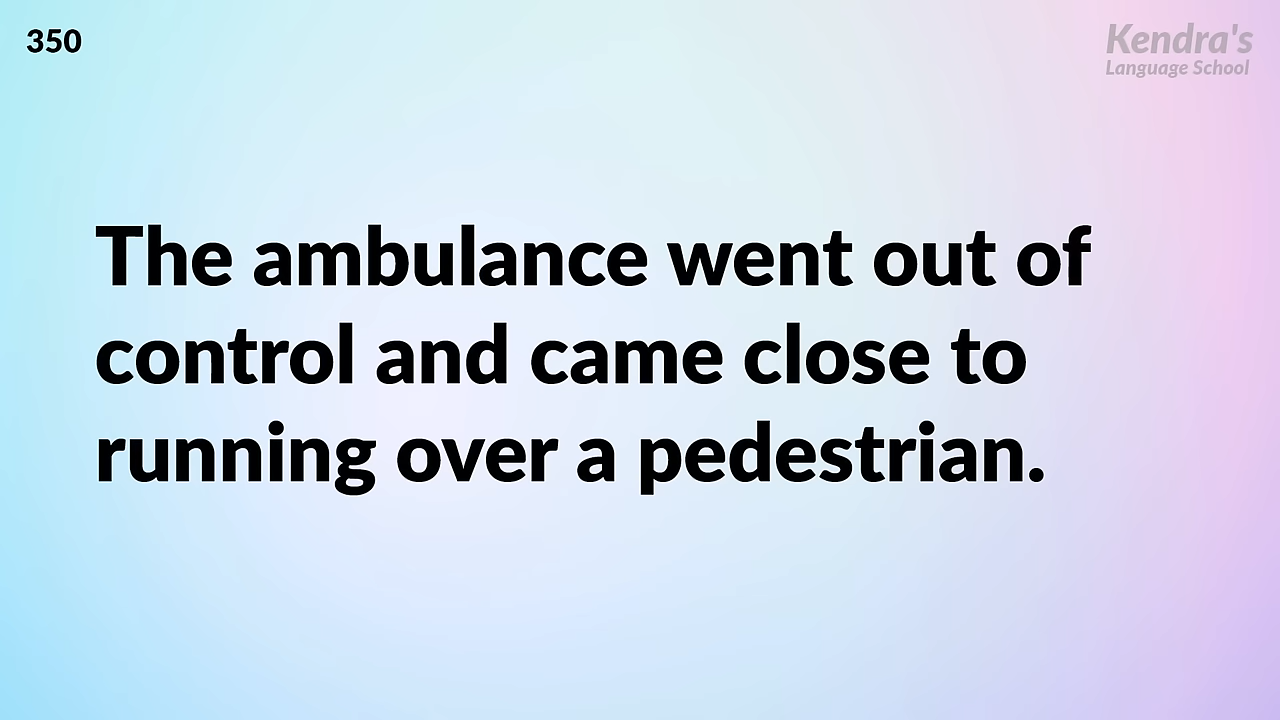 350
Kendra's
Language School
The ambulance went out of
control and came close to
running over a pedestrian.